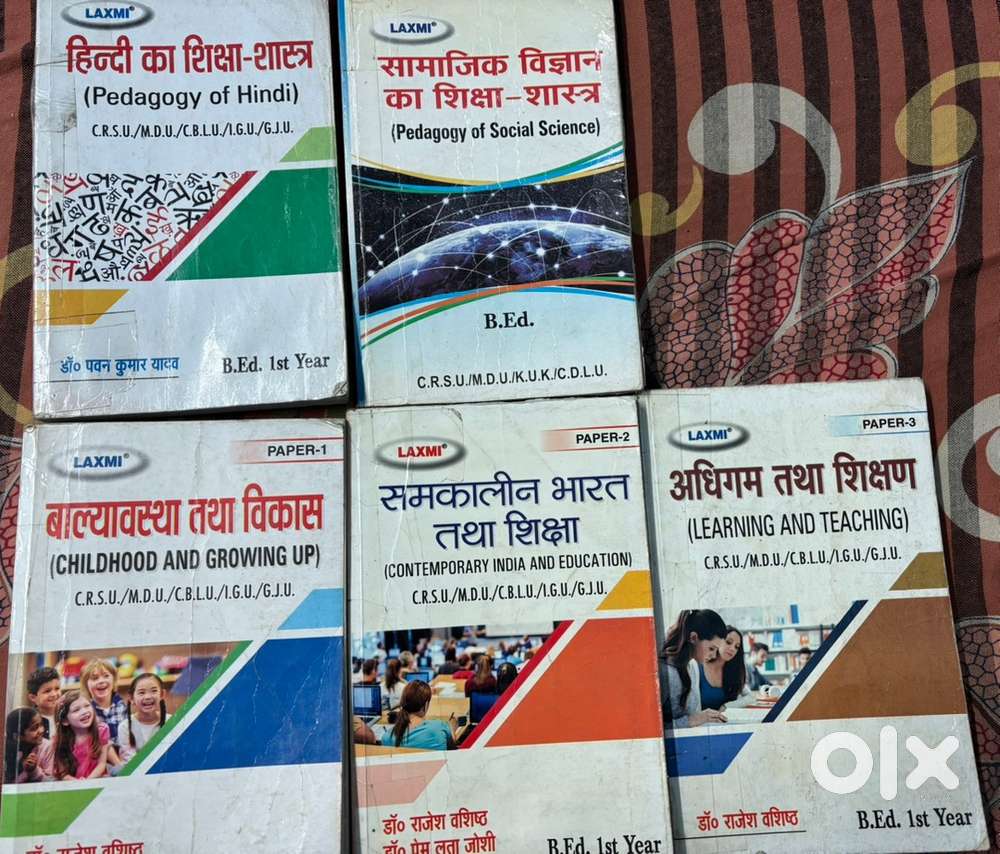 LAXMI®
हिन्दी का शिक्षा-शास्त्र
(Pedagogy of Hindi)
C.R.S.U./M.D.U./C.B.L.U./I.G.U./G.J.U.
डॉ० पवन कुमार यादव
B.Ed. 1st Year
LAXMI®
सामाजिक विज्ञान
का शिक्षा-शास्त्र
(Pedagogy of Social Science)
B.Ed.
C.R.S.U./M.D.U./K.U.K./C.D.L.U.
LAXMI®
PAPER-1
बाल्यावस्था तथा विकास
(CHILDHOOD AND GROWING UP)
C.R.S.U./M.D.U./C.B.L.U./I.G.U./G.J.U.
डॉ० राजेश वशिष्ठ
LAXMI®
PAPER-2
समकालीन भारत
तथा शिक्षा
(CONTEMPORARY INDIA AND EDUCATION)
C.R.S.U./M.D.U./C.B.L.U./I.G.U./G.J.U.
डॉ० राजेश वशिष्ठ
डॉ० प्रेम लता जोशी
B.Ed. 1st Year
LAXMI®
PAPER-3
अधिगम तथा शिक्षण
(LEARNING AND TEACHING)
C.R.S.U./M.D.U./C.B.L.U./I.G.U./G.J.U.
डॉ० राजेश वशिष्ठ
B.Ed. 1st Year
olx